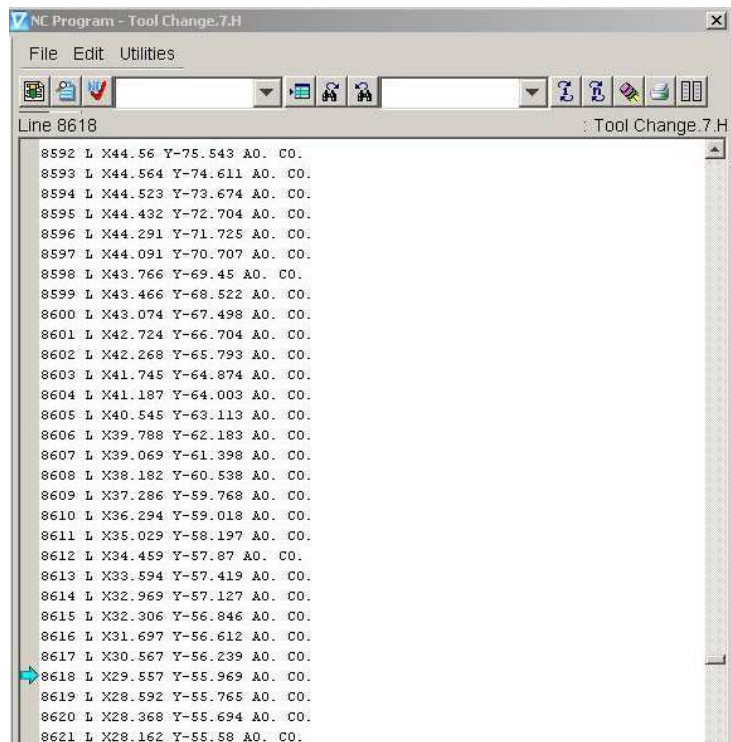 NC Program - Tool Change.7.H
File Edit Utilities
Line 8618 : Tool Change.7.H
8592 L X44.56 Y-75.543 A0. C0.
8593 L X44.564 Y-74.611 A0. C0.
8594 L X44.523 Y-73.674 A0. C0.
8595 L X44.432 Y-72.704 A0. C0.
8596 L X44.291 Y-71.725 A0. C0.
8597 L X44.091 Y-70.707 A0. C0.
8598 L X43.766 Y-69.45 A0. C0.
8599 L X43.466 Y-68.522 A0. C0.
8600 L X43.074 Y-67.498 A0. C0.
8601 L X42.724 Y-66.704 A0. C0.
8602 L X42.268 Y-65.793 A0. C0.
8603 L X41.745 Y-64.874 A0. C0.
8604 L X41.187 Y-64.003 A0. C0.
8605 L X40.545 Y-63.113 A0. C0.
8606 L X39.788 Y-62.183 A0. C0.
8607 L X39.069 Y-61.398 A0. C0.
8608 L X38.182 Y-60.538 A0. C0.
8609 L X37.286 Y-59.768 A0. C0.
8610 L X36.294 Y-59.018 A0. C0.
8611 L X35.029 Y-58.197 A0. C0.
8612 L X34.459 Y-57.87 A0. C0.
8613 L X33.594 Y-57.419 A0. C0.
8614 L X32.969 Y-57.127 A0. C0.
8615 L X32.306 Y-56.846 A0. C0.
8616 L X31.697 Y-56.612 A0. C0.
8617 L X30.567 Y-56.239 A0. C0.
8618 L X29.557 Y-55.969 A0. C0.
8619 L X28.592 Y-55.765 A0. C0.
8620 L X28.368 Y-55.694 A0. C0.
8621 L X28.162 Y-55.58 A0. C0.